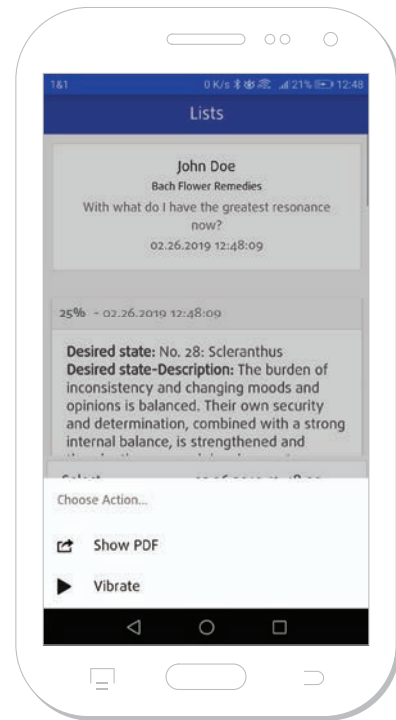 1&1 0 K/s 21% 12:48
Lists
John Doe
Bach Flower Remedies
With what do I have the greatest resonance
now?
02.26.2019 12:48:09
25% - 02.26.2019 12:48:09
Desired state: No. 28: Scleranthus
Desired state-Description: The burden of
inconsistency and changing moods and
opinions is balanced. Their own security
and determination, combined with a strong
internal balance, is strengthened and
Choose Action...
Show PDF
Vibrate